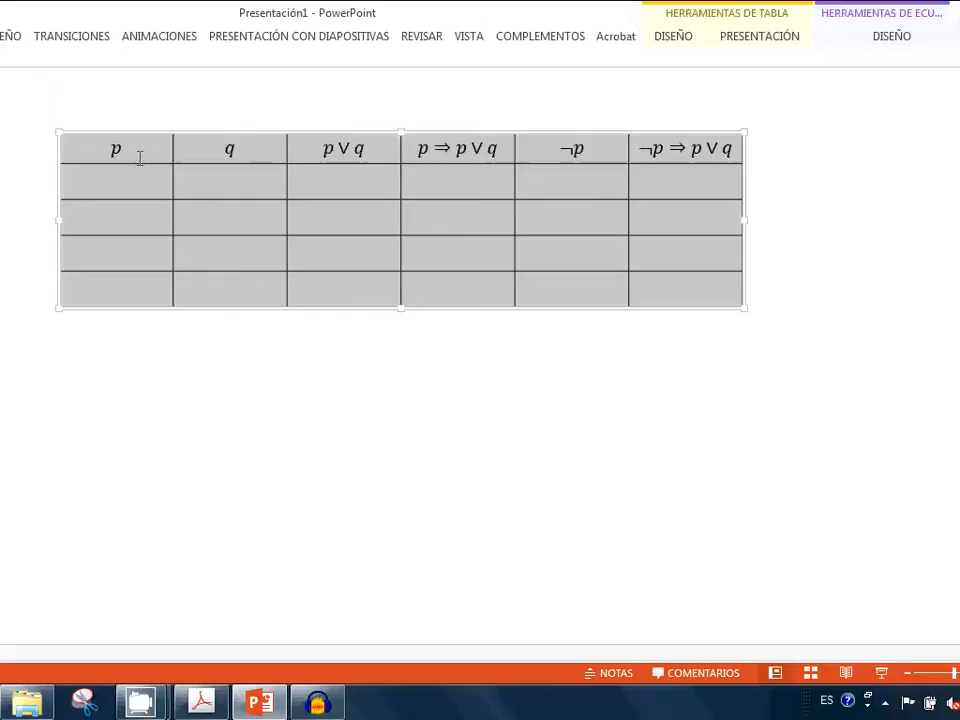 Presentación1 - PowerPoint
HERRAMIENTAS DE TABLA
HERRAMIENTAS DE ECU...
EÑO TRANSICIONES ANIMACIONES PRESENTACIÓN CON DIAPOSITIVAS REVISAR VISTA COMPLEMENTOS Acrobat DISEÑO PRESENTACIÓN DISEÑO
p q p ∨ q p ⇒ p ∨ q ¬p ¬p ⇒ p ∨ q
NOTAS COMENTARIOS
ES